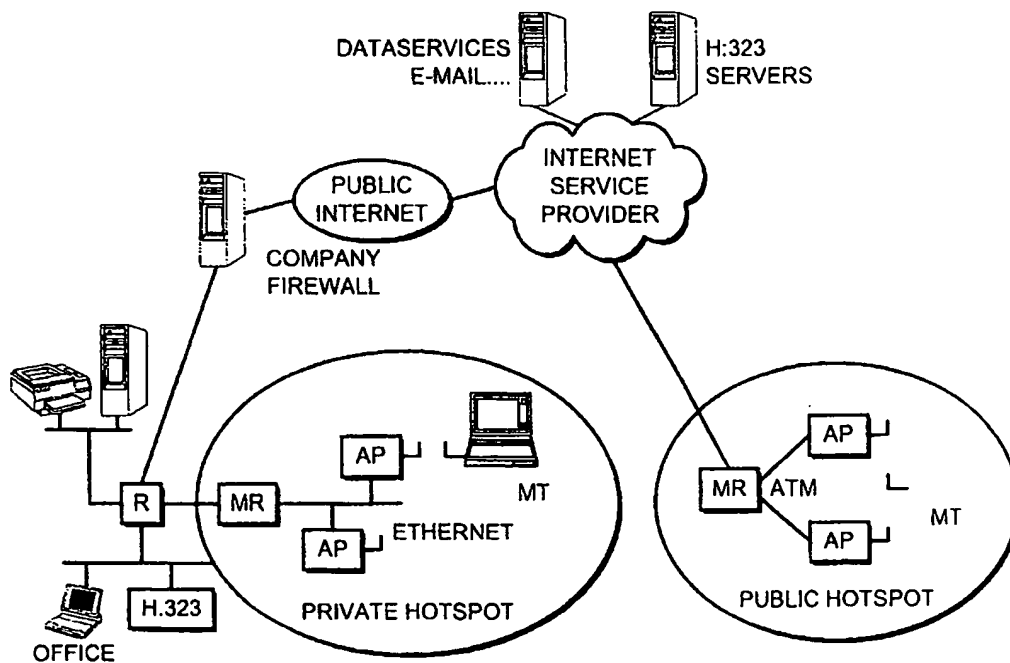 DATASERVICES
E-MAIL....
H:323
SERVERS
INTERNET
SERVICE
PROVIDER
PUBLIC
INTERNET
COMPANY
FIREWALL
AP
MT
R
MR
ETHERNET
AP
H.323
OFFICE
PRIVATE HOTSPOT
AP
MR
ATM
MT
AP
PUBLIC HOTSPOT